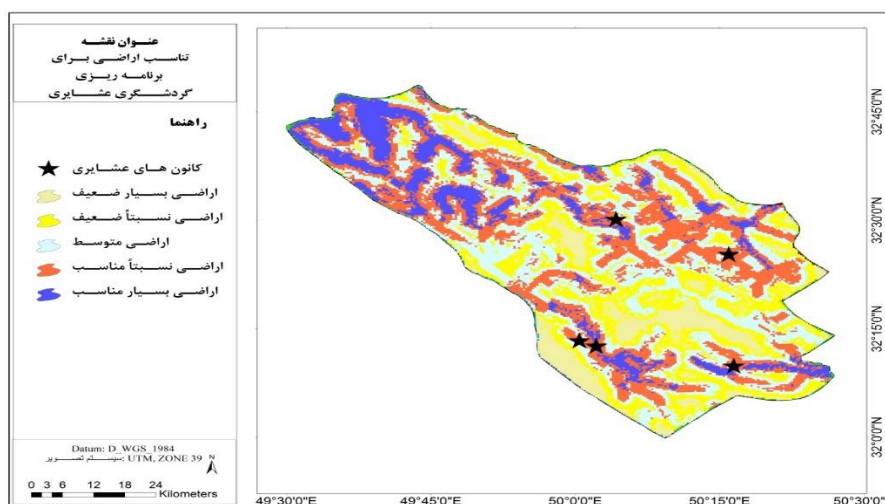 عنوان نقشه
تناسب اراضی برای
برنامه ریزی
گردشگری عشایری
راهنما
کانون های عشایری
اراضی بسیار ضعیف
اراضی نسبتاً ضعیف
اراضی متوسط
اراضی نسبتاً مناسب
اراضی بسیار مناسب
Datum: D_WGS_1984
سیستم تصویر: UTM, ZONE 39
N
0 3 6 12 18 24
Kilometers
32°45'0"N
32°30'0"N
32°15'0"N
32°0'0"N
49°30'0"E 49°45'0"E 50°0'0"E 50°15'0"E 50°30'0"E